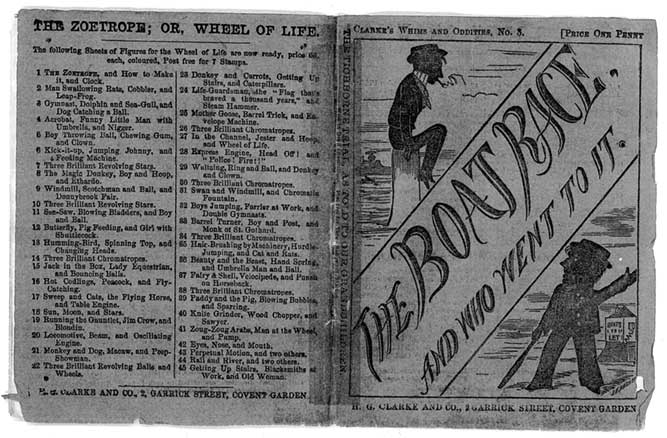 THE ZOETROPE; OR, WHEEL OF LIFE.
The following Sheets of Figures for the Wheel of Life are now ready, price 6d.
each, coloured, Post free for 7 Stamps.
1 THE ZOETROPE, and How to Make
it, and Clock.
2 Man Swallowing Rats, Cobbler, and
Leap-Frog.
3 Gymnast, Dolphin and Sea-Gull, and
Dog Catching a Ball.
4 Acrobat, Funny Little Man with
Umbrella, and Nigger.
5 Boy Throwing Ball, Chewing Gum,
and Clown.
6 Kick-it-up, Jumping Johnny, and
a Feeding Machine.
7 Three Brilliant Revolving Stars.
8 The Magic Donkey, Boy and Hoop,
and Ethardo.
9 Windmill, Scotchman and Ball, and
Donnybrook Fair.
10 Three Brilliant Revolving Stars.
11 See-Saw, Blowing Bladders, and Boy
and Ball.
12 Butterfly, Pig Feeding, and Girl with
Shuttlecock.
13 Humming-Bird, Spinning Top, and
Changing Heads.
14 Three Brilliant Chromatropes.
15 Jack in the Box, Lady Equestrian,
and Bouncing Balls.
16 Hot Codlings, Peacock, and Fly-
Catching.
17 Sweep and Cats, the Flying Horse,
and Table Engine.
18 Sun, Moon, and Stars.
19 Running the Gauntlet, Jim Crow, and
Blondin.
20 Locomotive, Beam, and Oscillating
Engine.
21 Monkey and Dog, Macaw, and Peep-
Showman.
22 Three Brilliant Revolving Balls and
Wheels.
23 Donkey and Carrots, Getting Up
Stairs, and Caterpillars.
24 Life-Guardsman, the "Flag that's
braved a thousand years," and
Steam Hammer.
25 Mother Goose, Barrel Trick, and En-
velope Machine.
26 Three Brilliant Chromatropes.
27 In the Channel, Jester and Hoop,
and Wheel of Life.
28 Express Engine, Head Off! and
"Police! Fire!!"
29 Waltzing, Ring and Ball, and Donkey
and Clown.
30 Three Brilliant Chromatropes.
31 Swan and Windmill, and Chromatic
Fountain.
32 Boys Jumping, Farrier at Work, and
Double Gymnasts.
33 Barrel Turner, Boy and Post, and
Monk of St. Gothard.
34 Three Brilliant Chromatropes.
35 Hair-Brushing by Machinery, Hurdle-
Jumping, and Cat and Rats.
36 Beauty and the Beast, Hand Spring,
and Umbrella Man and Ball.
37 Fairy & Shell, Velocipede, and Punch
on Horseback.
38 Three Brilliant Chromatropes.
39 Paddy and the Pig, Blowing Bubbles,
and Sparring.
40 Knife Grinder, Wood Chopper, and
Sawyer.
41 Zoug-Zoug Arabs, Man at the Wheel,
and Pump.
42 Eyes, Nose, and Mouth.
43 Perpetual Motion, and two others.
44 Rail and River, and two others.
45 Getting Up Stairs, Blacksmiths at
Work, and Old Woman.
H. G. CLARKE AND CO., 2, GARRICK STREET, COVENT GARDEN
CLARKE'S WHIMS AND ODDITIES, No. 3. [PRICE ONE PENNY
THE BOAT RACE,
AND WHO WENT TO IT
BOATS
TO
LET
H. G. CLARKE AND CO., 2 GARRICK STREET, COVENT GARDEN